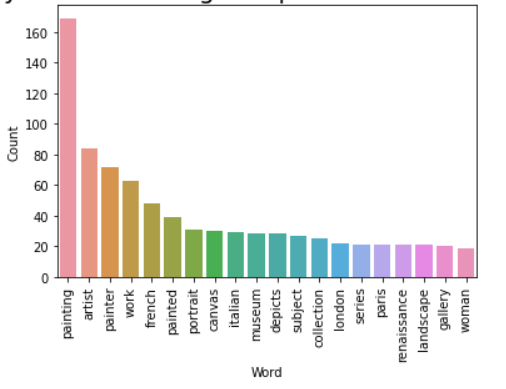 160
140
120
100
80
60
40
20
0
Count
painting
artist
painter
work
french
painted
portrait
canvas
italian
museum
depicts
subject
collection
london
series
paris
renaissance
landscape
gallery
woman
Word